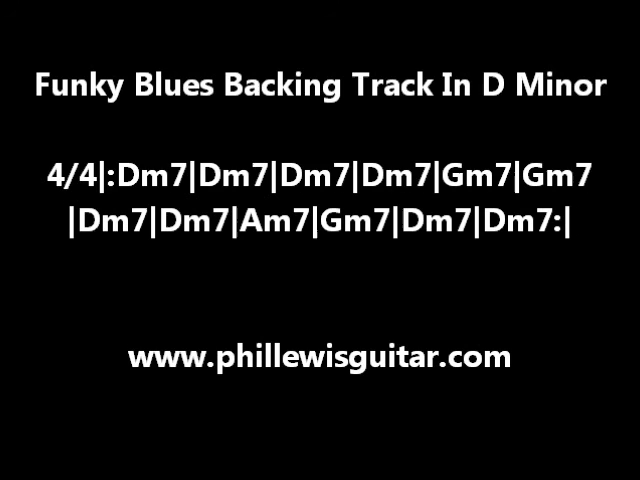 Funky Blues Backing Track In D Minor
4/4|:Dm7|Dm7|Dm7|Dm7|Gm7|Gm7
|Dm7|Dm7|Am7|Gm7|Dm7|Dm7:|
www.phillewisguitar.com